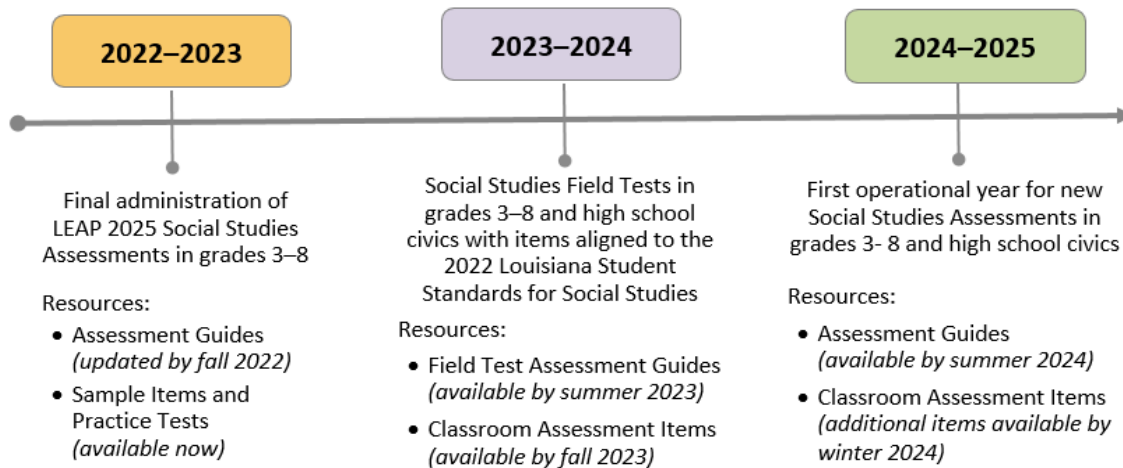 2022–2023
Final administration of
LEAP 2025 Social Studies
Assessments in grades 3–8
Resources:
• Assessment Guides
(updated by fall 2022)
• Sample Items and
Practice Tests
(available now)
2023–2024
Social Studies Field Tests in
grades 3–8 and high school
civics with items aligned to the
2022 Louisiana Student
Standards for Social Studies
Resources:
• Field Test Assessment Guides
(available by summer 2023)
• Classroom Assessment Items
(available by fall 2023)
2024–2025
First operational year for new
Social Studies Assessments in
grades 3- 8 and high school civics
Resources:
• Assessment Guides
(available by summer 2024)
• Classroom Assessment Items
(additional items available by
winter 2024)